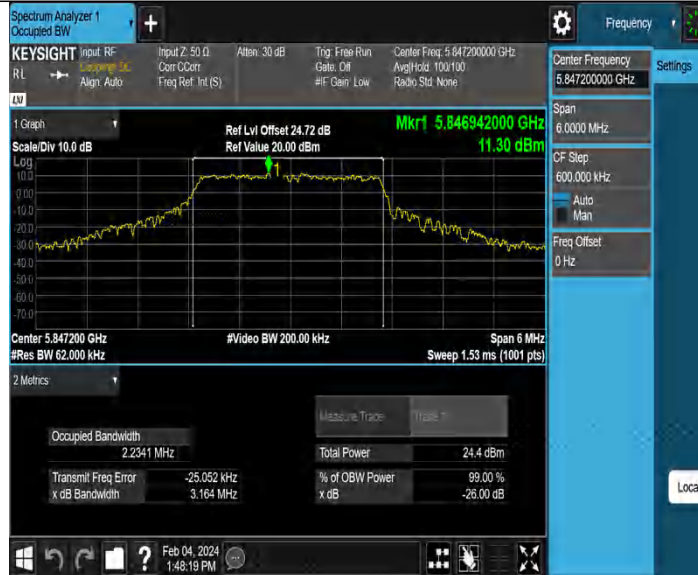 Spectrum Analyzer 1
Occupied BW
+
Frequency
KEYSIGHT
Input: RF
Coupling: DC
Align: Auto
R L
Input Z: 50 Ω
Corr CCorr
Freq Ref: Int (S)
Atten: 30 dB
Trig: Free Run
Gate: Off
#IF Gain: Low
Center Freq: 5.847200000 GHz
Avg|Hold: 100/100
Radio Std: None
LNI
Center Frequency
5.847200000 GHz
Settings
Span
6.0000 MHz
CF Step
600.000 kHz
Auto
Man
Freq Offset
0 Hz
1 Graph
Scale/Div 10.0 dB
Ref Lvl Offset 24.72 dB
Ref Value 20.00 dBm
Mkr1 5.846942000 GHz
11.30 dBm
Log
10.0
0.00
-10.0
-20.0
-30.0
-40.0
-50.0
-60.0
-70.0
1
Center 5.847200 GHz
#Res BW 62.000 kHz
#Video BW 200.00 kHz
Span 6 MHz
Sweep 1.53 ms (1001 pts)
2 Metrics
Measure Trace
Trace 1
Occupied Bandwidth
2.2341 MHz
Total Power
24.4 dBm
Transmit Freq Error
-25.052 kHz
% of OBW Power
99.00 %
x dB Bandwidth
3.164 MHz
x dB
-26.00 dB
Loca
?
Feb 04, 2024
1:48:19 PM